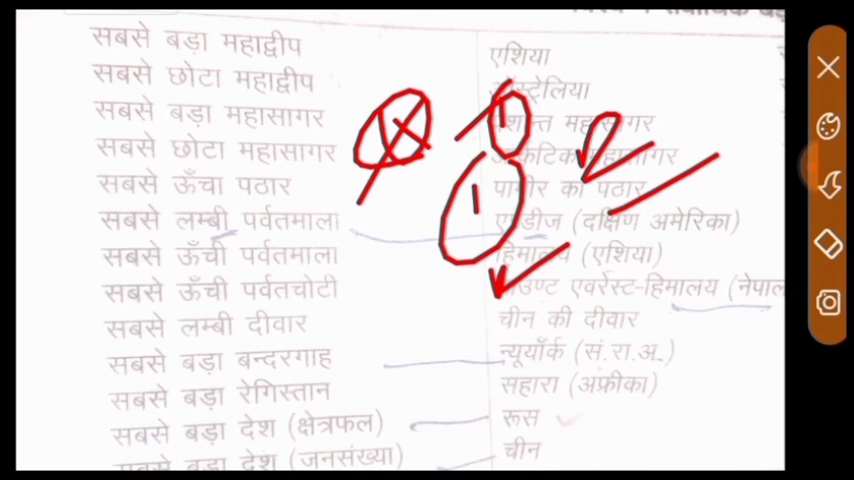 सबसे बड़ा महाद्वीप एशिया
सबसे छोटा महाद्वीप
सबसे बड़ा महासागर महासागर
सबसे छोटा महासागर
सबसे ऊँचा पठार पामीर का पठार
सबसे लम्बी पर्वतमाला (दक्षिण अमेरिका)
सबसे ऊँची पर्वतमाला हिमालय (एशिया)
सबसे ऊँची पर्वतचोटी एवरेस्ट-हिमालय (नेपाल
सबसे लम्बी दीवार चीन की दीवार
सबसे बड़ा बन्दरगाह न्यूयॉर्क (सं.रा.अ.)
सबसे बड़ा रेगिस्तान सहारा (अफ्रीका)
सबसे बड़ा देश (क्षेत्रफल) रूस
सबसे बड़ा देश (जनसंख्या) चीन